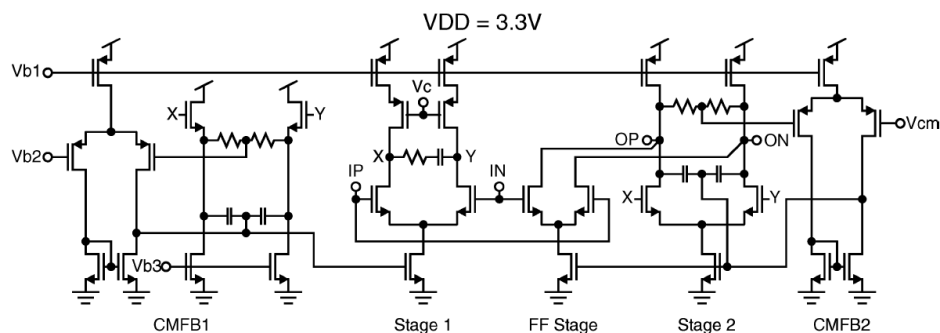 VDD = 3.3V
Vb1
Vc
X
Y
Vb2
Vcm
OP
ON
X
Y
IP
IN
X
Y
Vb3
CMFB1
Stage 1
FF Stage
Stage 2
CMFB2